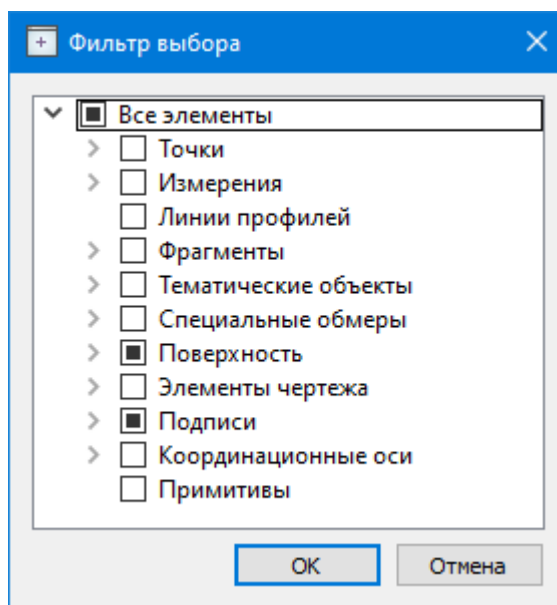 Фильтр выбора
Все элементы
Точки
Измерения
Линии профилей
Фрагменты
Тематические объекты
Специальные обмеры
Поверхность
Элементы чертежа
Подписи
Координационные оси
Примитивы
ОК Отмена